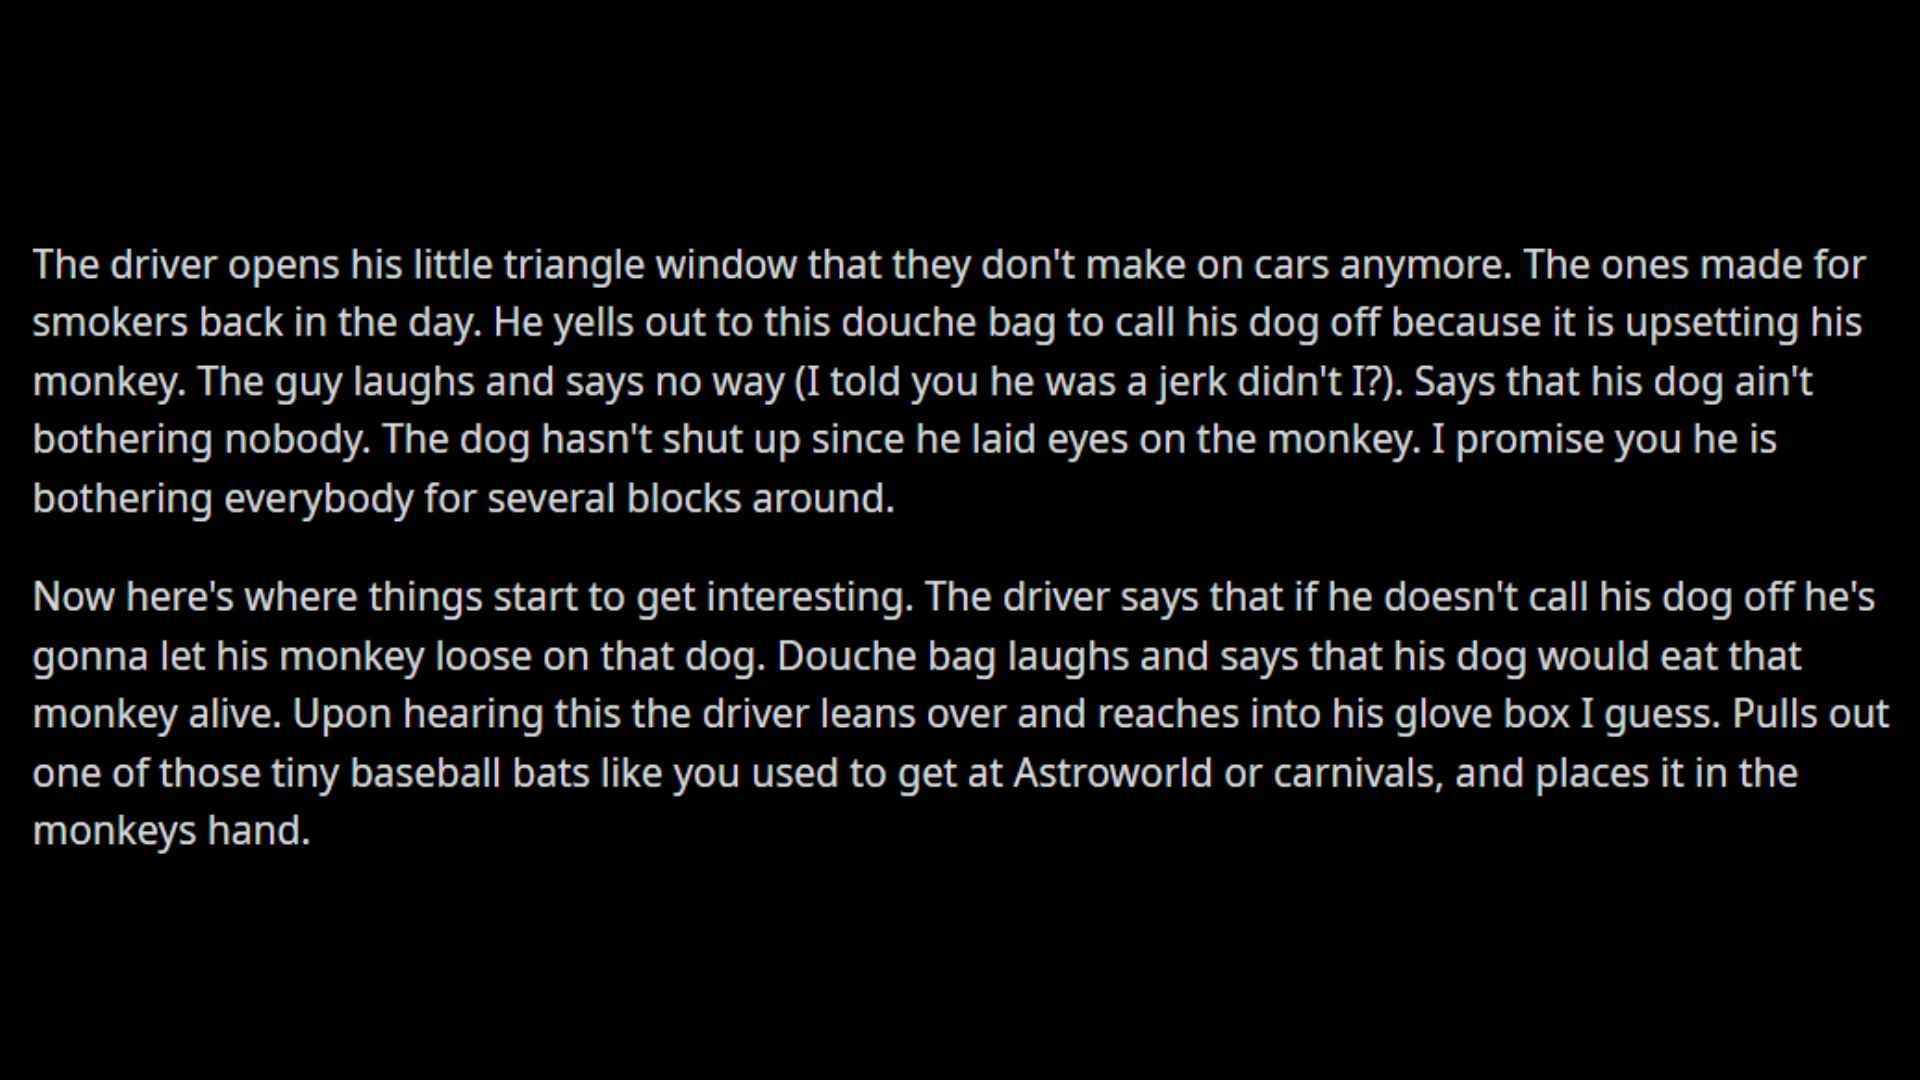 The driver opens his little triangle window that they don't make on cars anymore. The ones made for
smokers back in the day. He yells out to this douche bag to call his dog off because it is upsetting his
monkey. The guy laughs and says no way (I told you he was a jerk didn't I?). Says that his dog ain't
bothering nobody. The dog hasn't shut up since he laid eyes on the monkey. I promise you he is
bothering everybody for several blocks around.
Now here's where things start to get interesting. The driver says that if he doesn't call his dog off he's
gonna let his monkey loose on that dog. Douche bag laughs and says that his dog would eat that
monkey alive. Upon hearing this the driver leans over and reaches into his glove box I guess. Pulls out
one of those tiny baseball bats like you used to get at Astroworld or carnivals, and places it in the
monkeys hand.